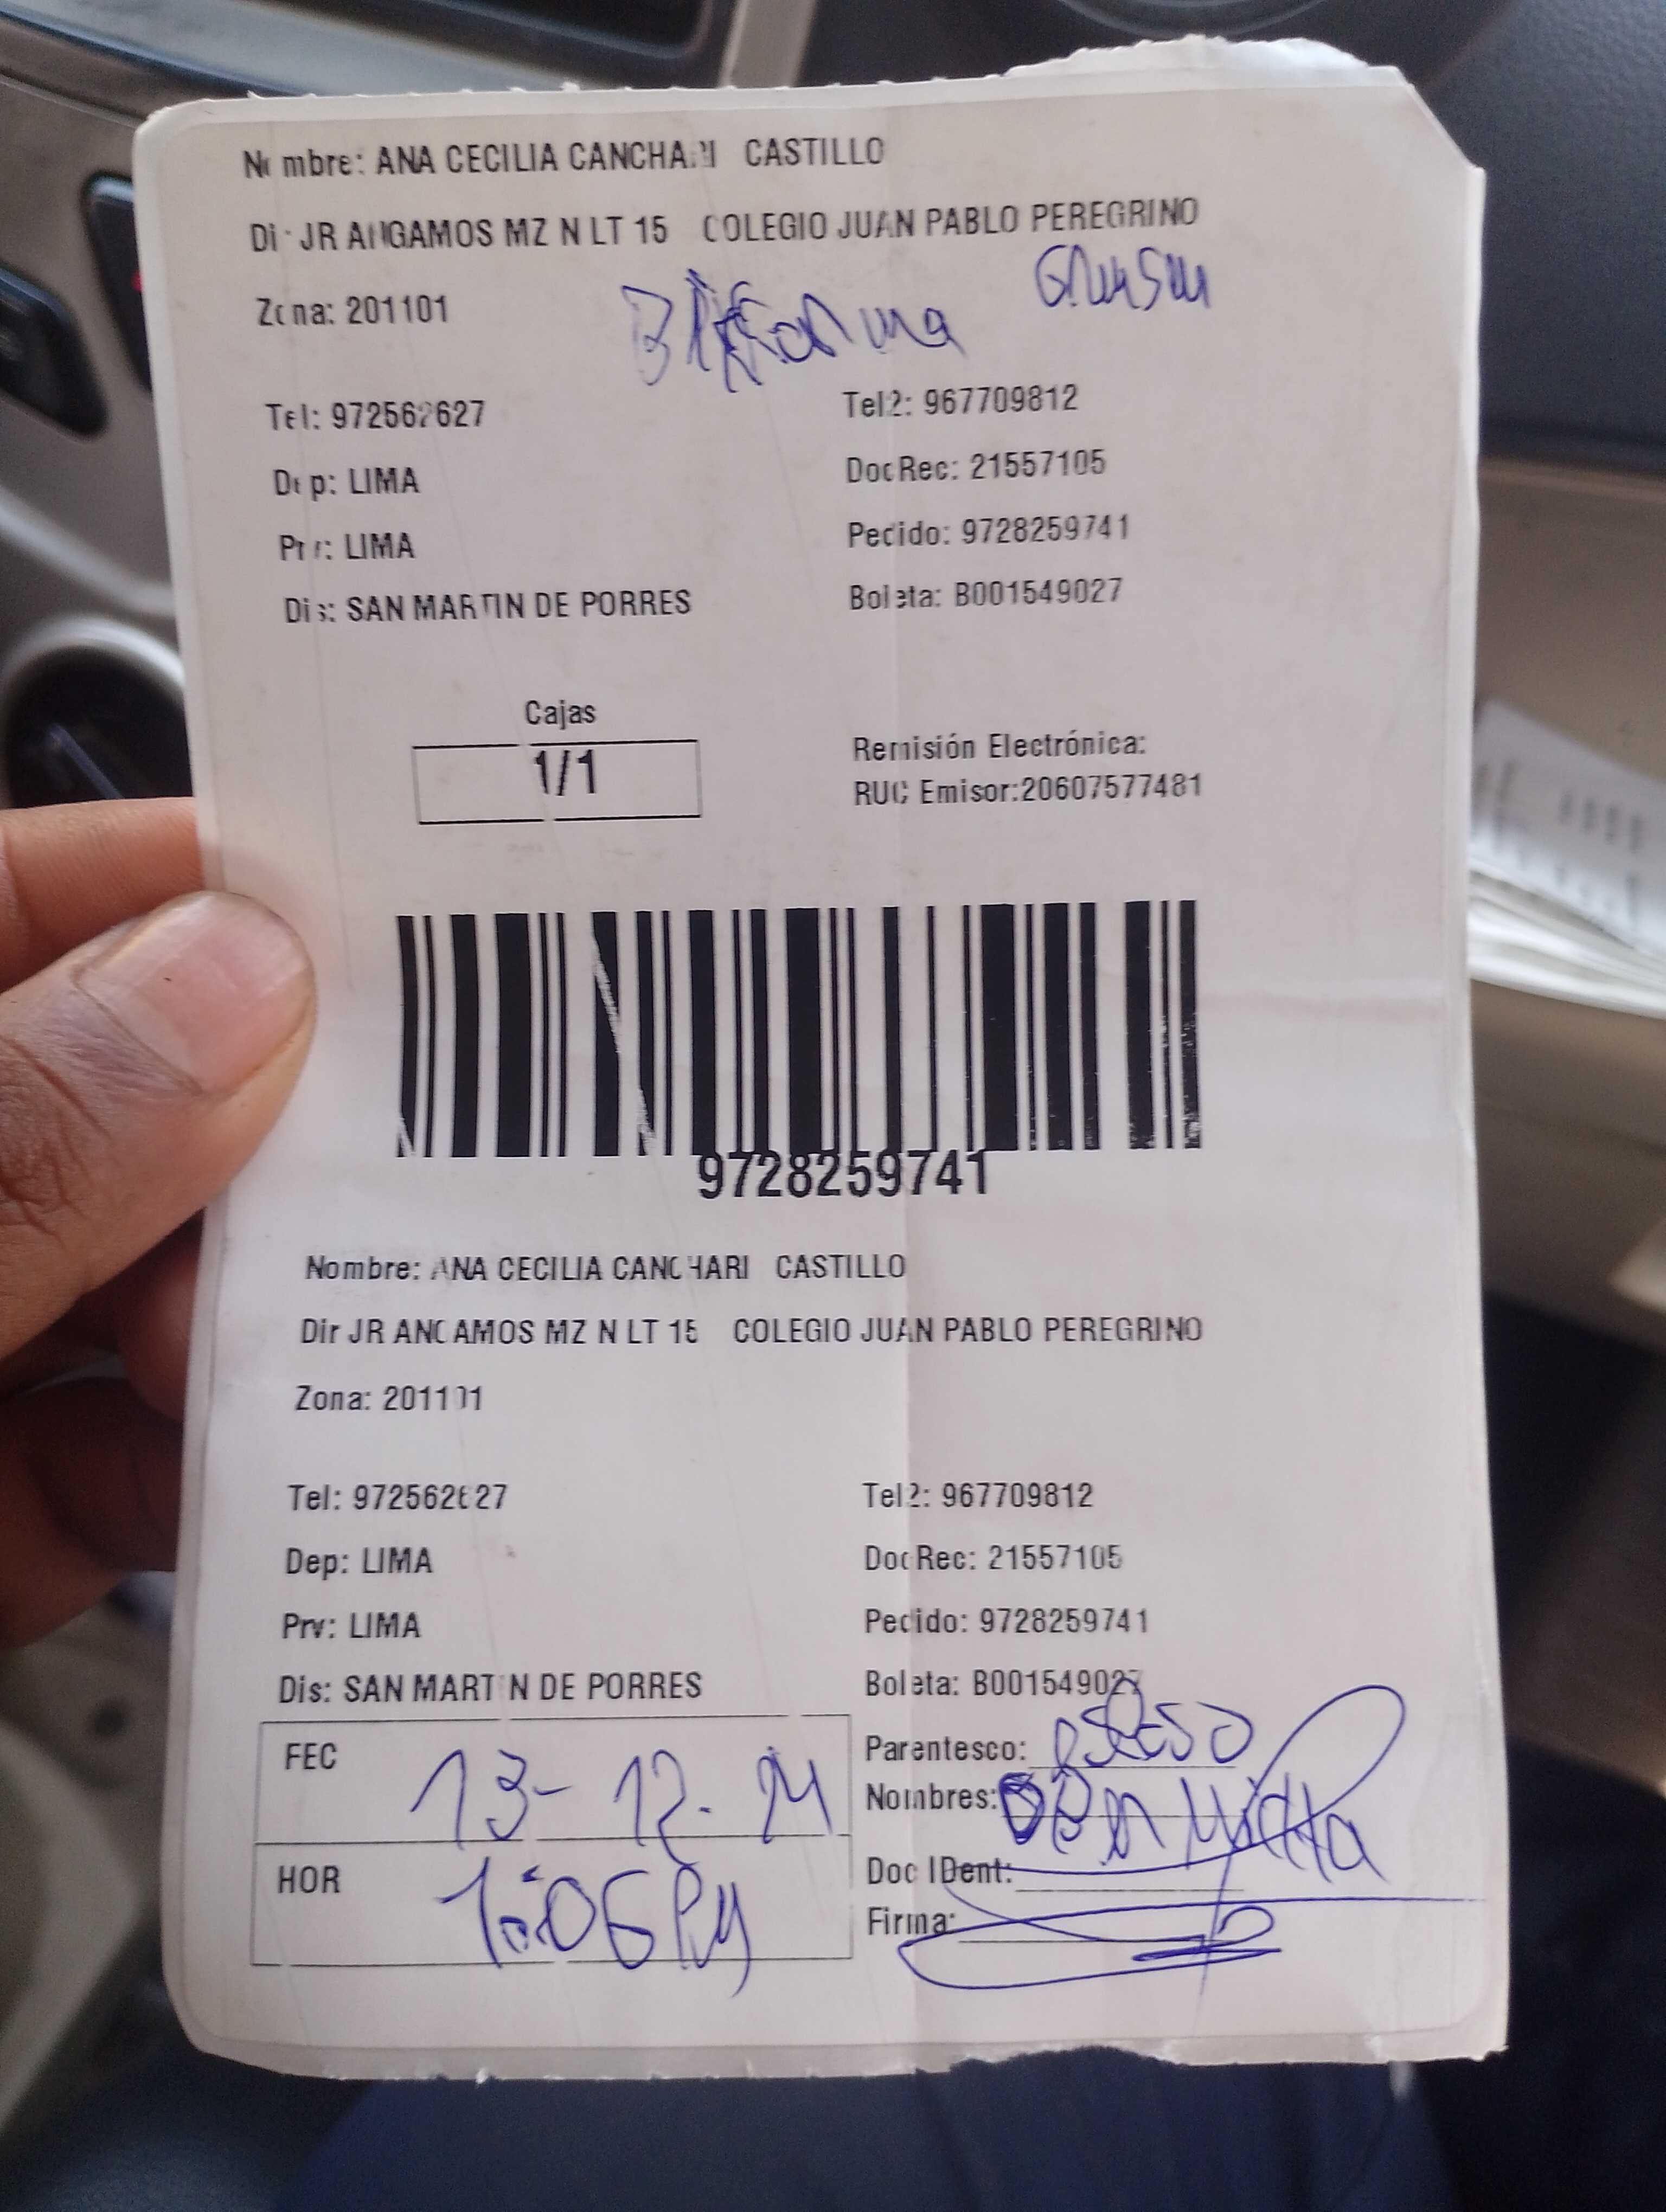 Nombre: ANA CECILIA CANCHARI CASTILLO
Dir JR ANGAMOS MZ N LT 15 COLEGIO JUAN PABLO PEREGRINO
Zona: 201101
Tel: 972562627 Tel2: 967709812
Dep: LIMA DocRec: 21557105
Prv: LIMA Pedido: 9728259741
Dis: SAN MARTIN DE PORRES Boleta: B001549027
Cajas
1/1
Remisión Electrónica:
RUC Emisor:20607577481
9728259741
Nombre: ANA CECILIA CANCHARI CASTILLO
Dir JR ANGAMOS MZ N LT 15 COLEGIO JUAN PABLO PEREGRINO
Zona: 201101
Tel: 972562627 Tel2: 967709812
Dep: LIMA DocRec: 21557105
Prv: LIMA Pedido: 9728259741
Dis: SAN MARTIN DE PORRES Boleta: B001549027
FEC 13-12-24
HOR 1:06 PM
Parentesco:
Nombres:
Doc IDent:
Firma: